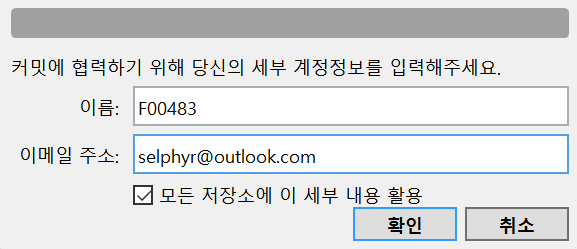 커밋에 협력하기 위해 당신의 세부 계정정보를 입력해주세요.
이름: F00483
이메일 주소: selphyr@outlook.com
모든 저장소에 이 세부 내용 활용
확인 취소